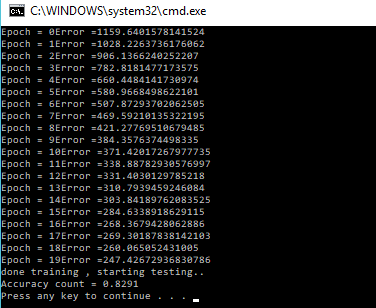 C:\WINDOWS\system32\cmd.exe
Epoch = 0Error =1159.6401578141524
Epoch = 1Error =1028.2263736176062
Epoch = 2Error =906.1366240252207
Epoch = 3Error =782.8181477173575
Epoch = 4Error =660.4484141730974
Epoch = 5Error =580.9668498622101
Epoch = 6Error =507.87293702062505
Epoch = 7Error =469.59210135322195
Epoch = 8Error =421.27769510679485
Epoch = 9Error =384.3576374498335
Epoch = 10Error =371.42017267977735
Epoch = 11Error =338.88782930576997
Epoch = 12Error =331.4030129785218
Epoch = 13Error =310.7939459246084
Epoch = 14Error =303.84189762083525
Epoch = 15Error =284.6338918629115
Epoch = 16Error =268.3679428062886
Epoch = 17Error =269.30187838142103
Epoch = 18Error =260.065052431005
Epoch = 19Error =247.42672936830786
done training , starting testing..
Accuracy count = 0.8291
Press any key to continue . . .